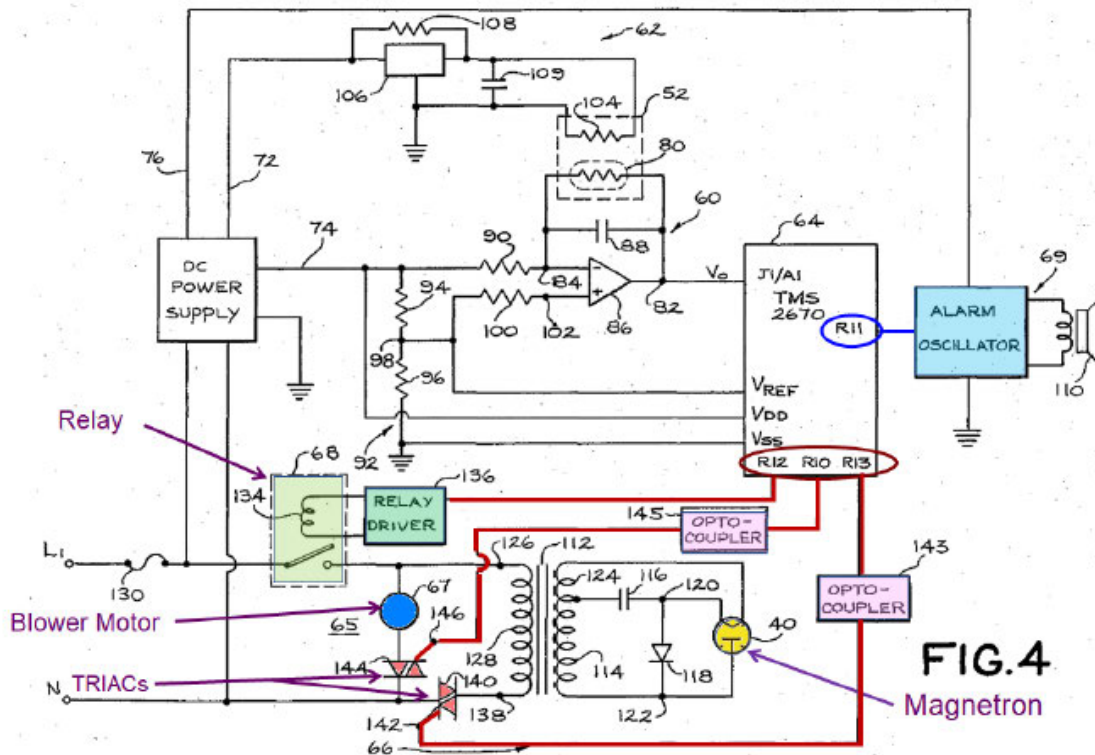 108
62
106
109
52
104
80
76
72
60
64
74
90
88
DC
POWER
SUPPLY
94
84
-
+
86
82
Vo
J1/A1
TMS
2670
R11
ALARM
OSCILLATOR
69
110
100
102
98
96
VREF
VDD
VSS
92
R12 R10 R13
Relay
68
134
136
RELAY
DRIVER
145
OPTO-
COUPLER
143
OPTO-
COUPLER
L1
130
126
112
124
116
120
67
Blower Motor
65
146
128
114
118
40
144
140
TRIACs
N
142
138
122
66
FIG.4
Magnetron